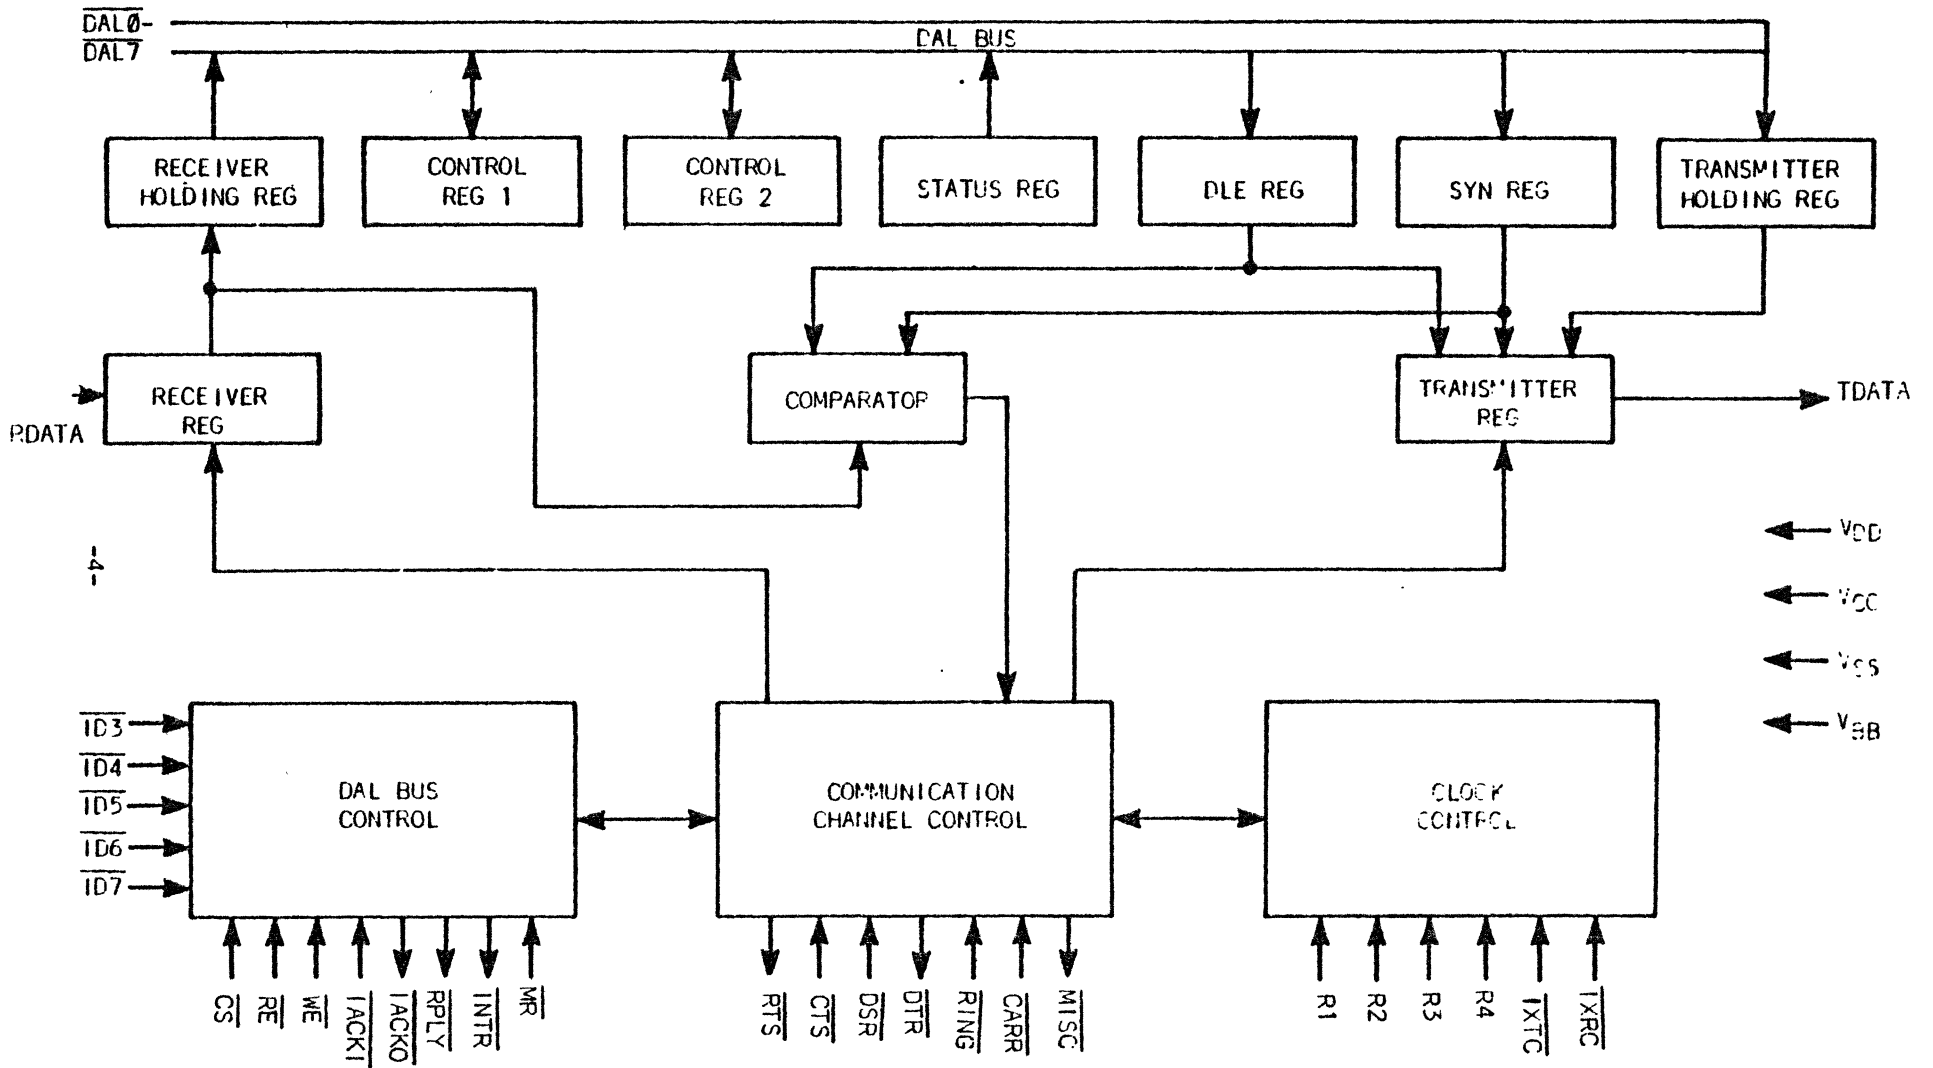 DAL0-
DAL7
DAL BUS
RECEIVER
HOLDING REG
CONTROL
REG 1
CONTROL
REG 2
STATUS REG
DLE REG
SYN REG
TRANSMITTER
HOLDING REG
RECEIVER
REG
RDATA
COMPARATOR
TRANSMITTER
REG
TDATA
-4-
VDD
VCC
VSS
VBB
ID3
ID4
ID5
ID6
ID7
DAL BUS
CONTROL
COMMUNICATION
CHANNEL CONTROL
CLOCK
CONTROL
CS
RE
WE
IACKI
IACKO
RPLY
INTR
MR
RTS
CTS
DSR
DTR
RING
CARR
MISC
R1
R2
R3
R4
IXTC
IXRC